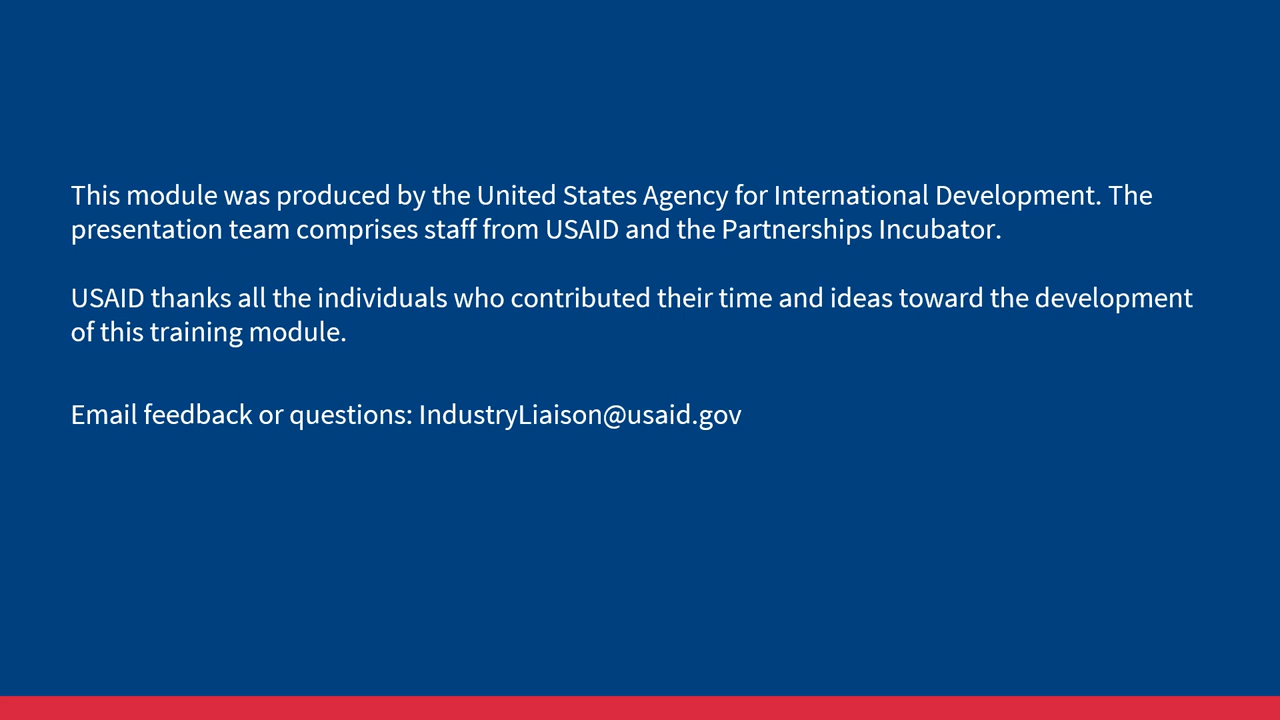 This module was produced by the United States Agency for International Development. The
presentation team comprises staff from USAID and the Partnerships Incubator.
USAID thanks all the individuals who contributed their time and ideas toward the development
of this training module.
Email feedback or questions: IndustryLiaison@usaid.gov